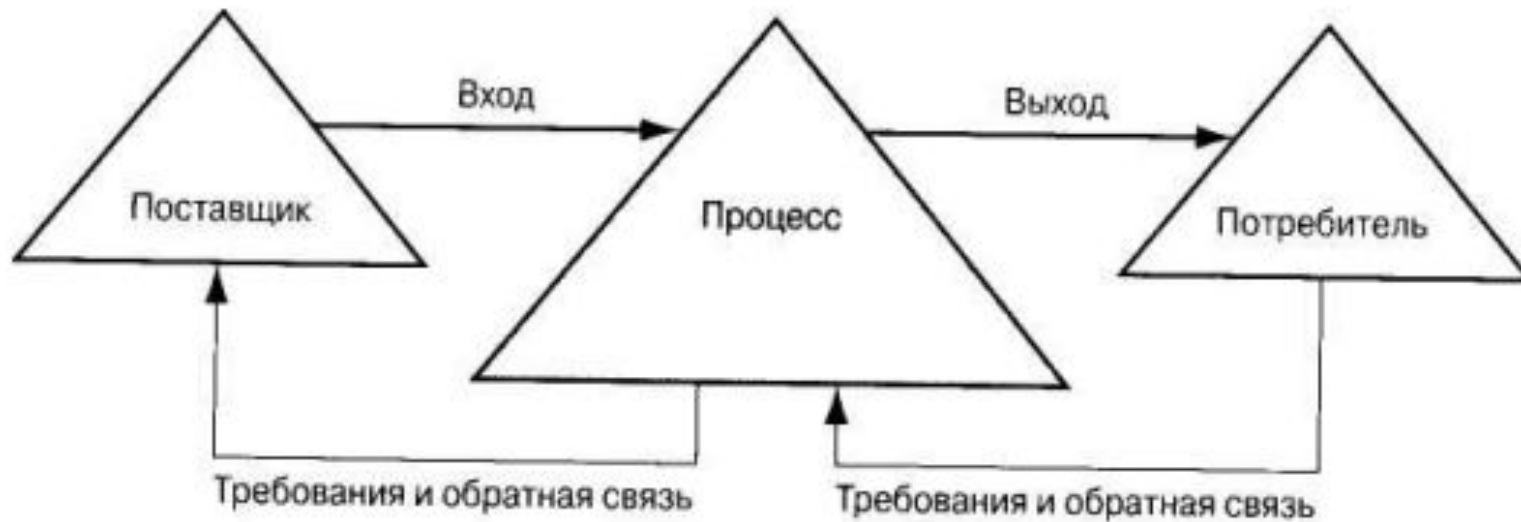 Вход
Выход
Поставщик
Процесс
Потребитель
Требования и обратная связь
Требования и обратная связь